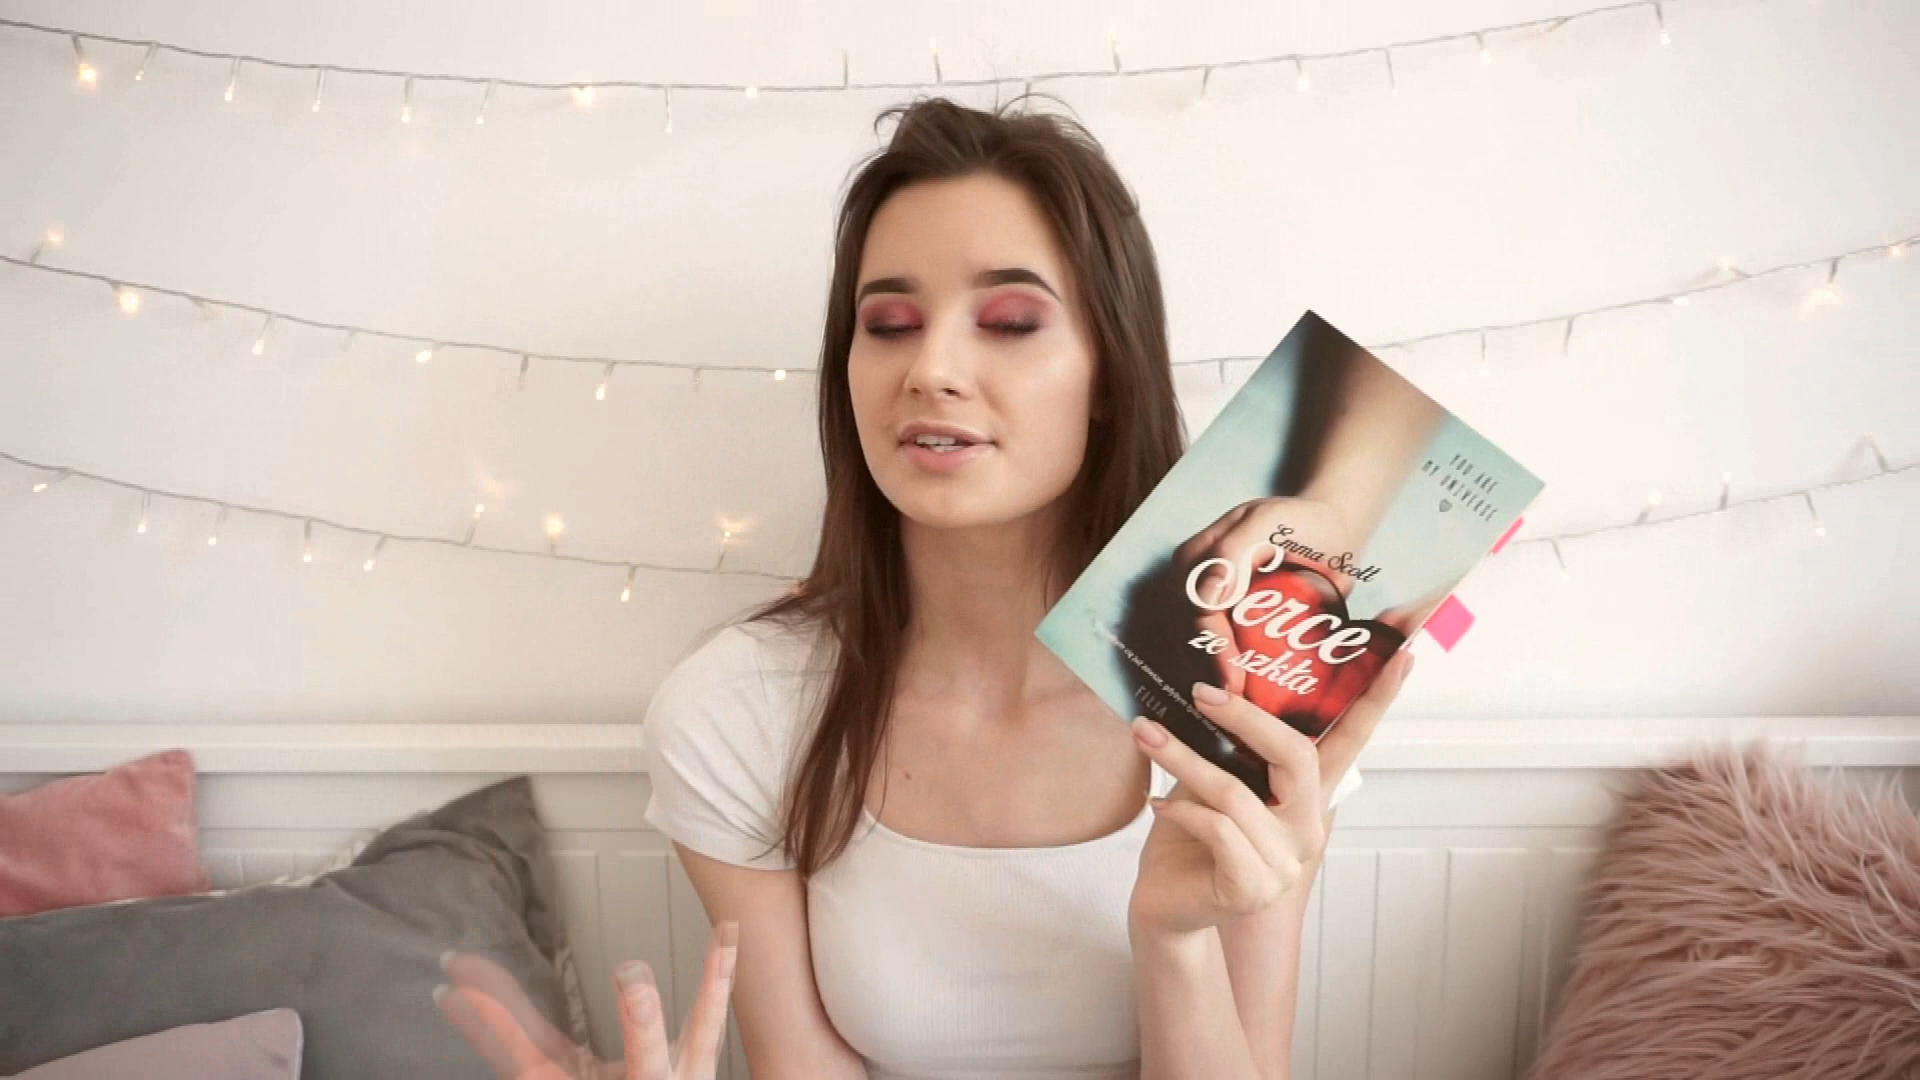 YOU ARE
MY UNIVERSE
Emma Scott
Serce
ze szkła
FILIA